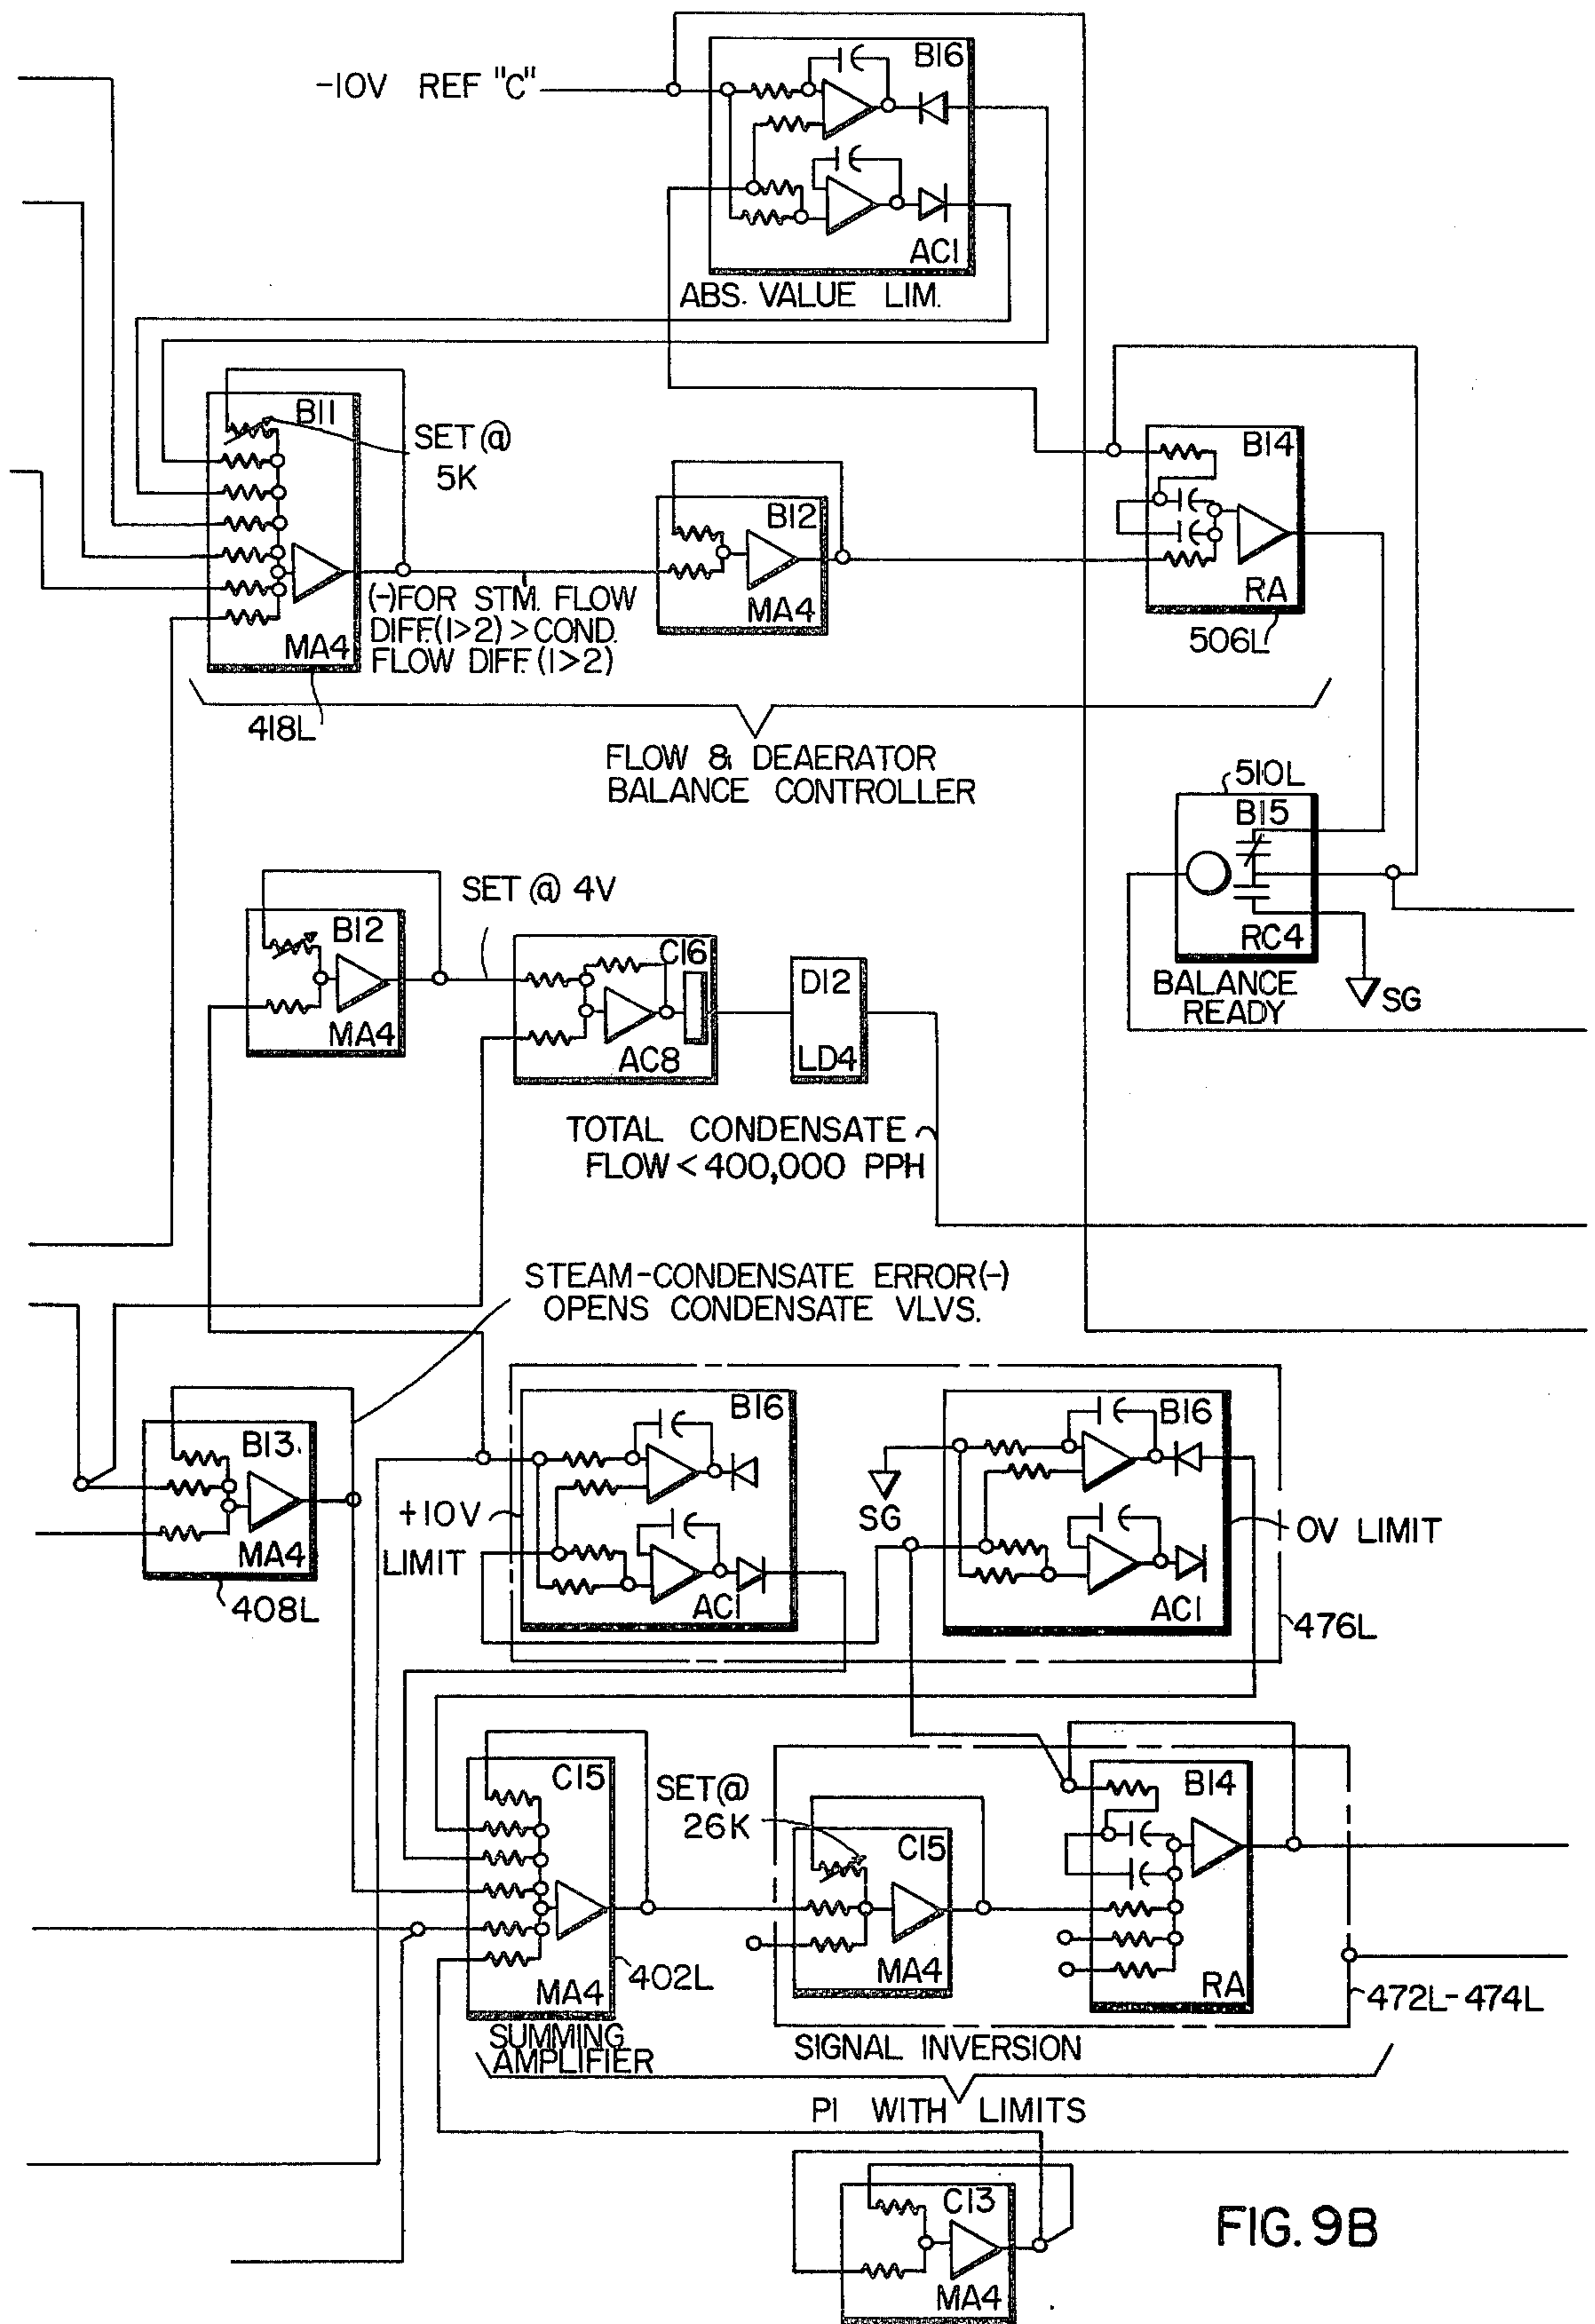 -10V REF "C"
B16
AC1
ABS. VALUE LIM.
B11
SET @
5K
MA4
418L
(-)FOR STM. FLOW
DIFF.(1>2)>COND.
FLOW DIFF.(1>2)
B12
MA4
B14
RA
506L
FLOW & DEAERATOR
BALANCE CONTROLLER
510L
B15
RC4
BALANCE
READY
SG
B12
MA4
SET @ 4V
C16
AC8
D12
LD4
TOTAL CONDENSATE
FLOW < 400,000 PPH
STEAM-CONDENSATE ERROR(-)
OPENS CONDENSATE VLVS.
B13
MA4
408L
+10V
LIMIT
B16
AC1
SG
B16
AC1
0V LIMIT
476L
C15
MA4
402L
SUMMING
AMPLIFIER
SET@
26K
C15
MA4
B14
RA
472L-474L
SIGNAL INVERSION
PI WITH LIMITS
C13
MA4
FIG. 9B